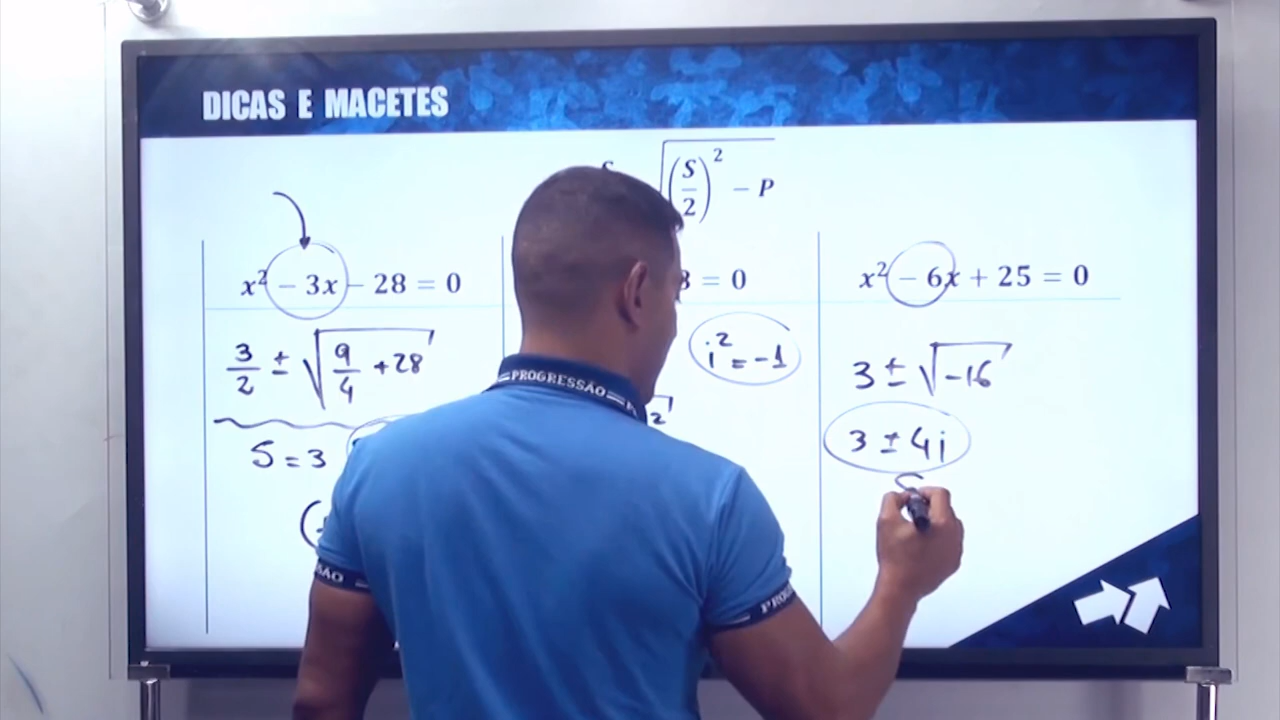 DICAS E MACETES
√(S/2)² − P
x² − 3x − 28 = 0
3/2 ± √9/4 + 28
S = 3
= 0
i² = −1
x² − 6x + 25 = 0
3 ± √−16
3 ± 4i
PROGRESSÃO